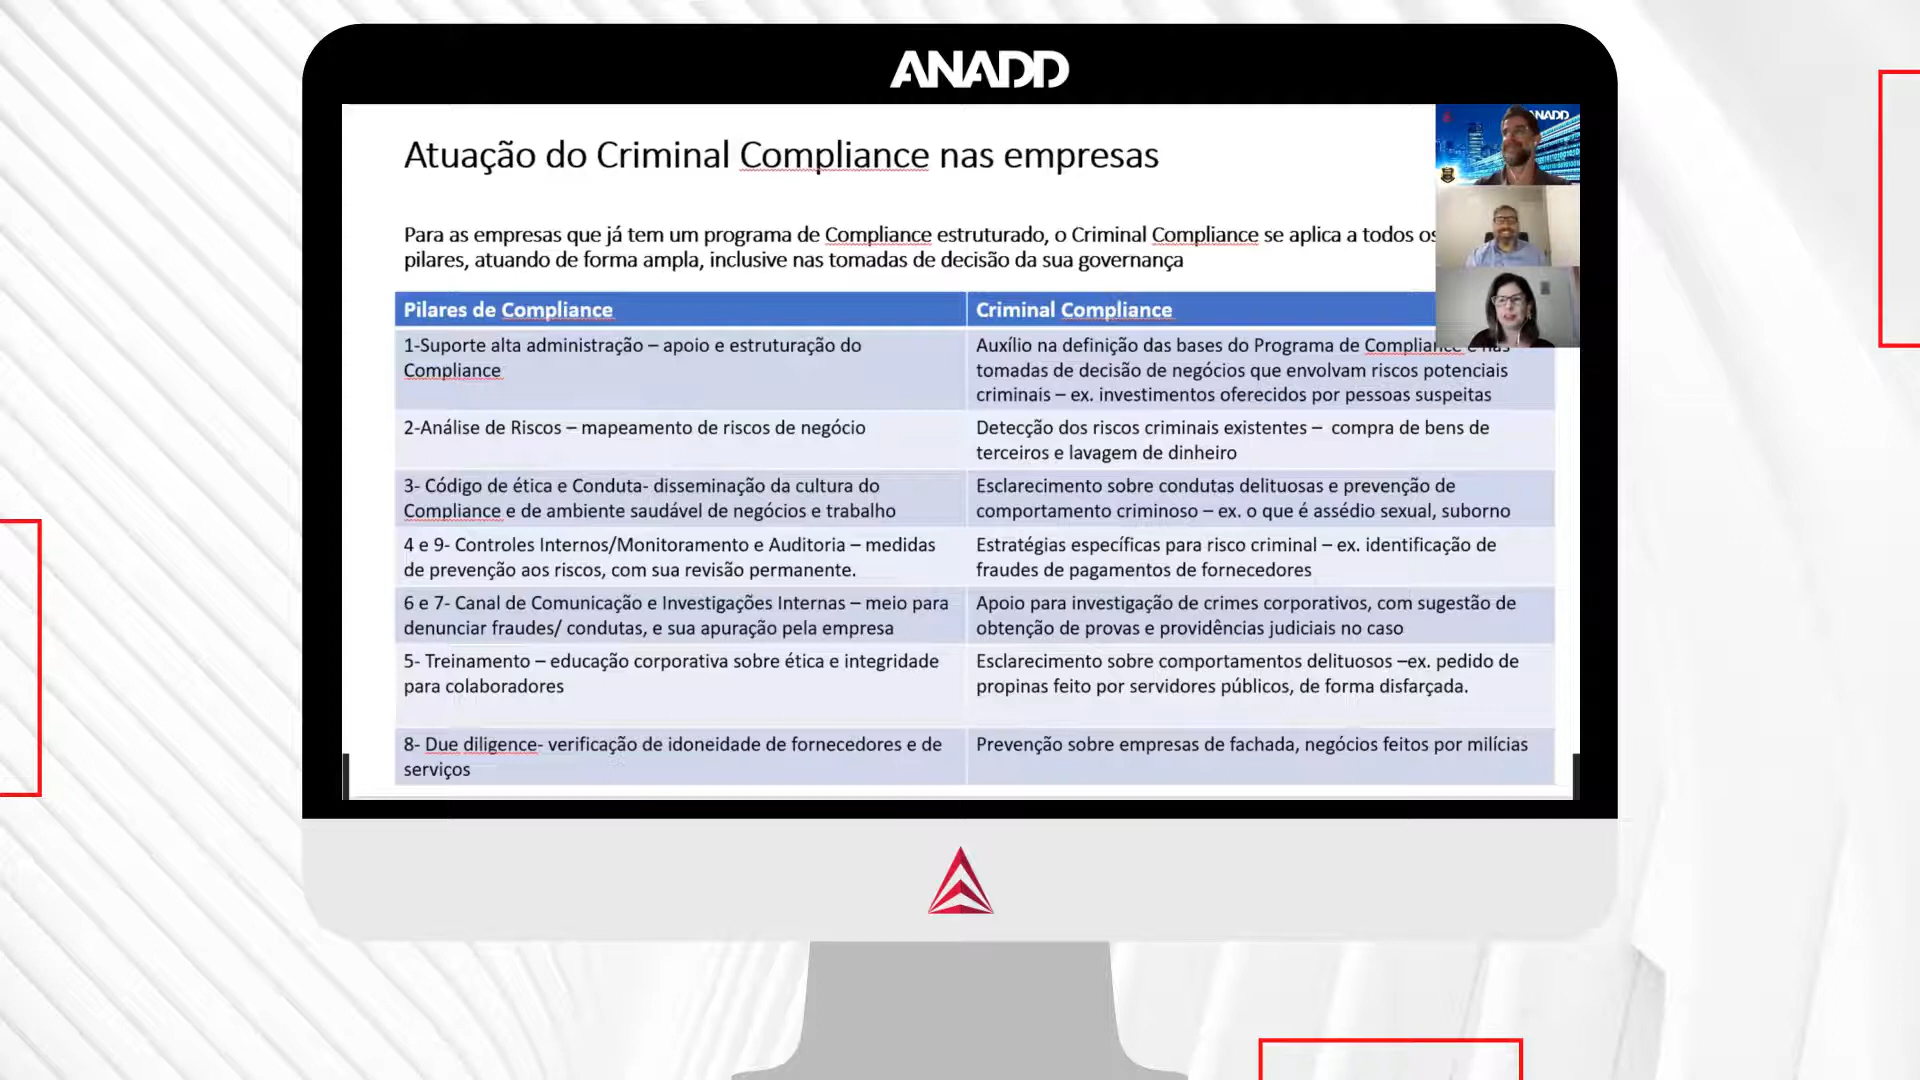 ANADD
Atuação do Criminal Compliance nas empresas
ANADD
Para as empresas que já tem um programa de Compliance estruturado, o Criminal Compliance se aplica a todos os
pilares, atuando de forma ampla, inclusive nas tomadas de decisão da sua governança
Pilares de Compliance
Criminal Compliance
1-Suporte alta administração – apoio e estruturação do
Compliance
Auxílio na definição das bases do Programa de Compliance e nas
tomadas de decisão de negócios que envolvam riscos potenciais
criminais – ex. investimentos oferecidos por pessoas suspeitas
2-Análise de Riscos – mapeamento de riscos de negócio
Detecção dos riscos criminais existentes – compra de bens de
terceiros e lavagem de dinheiro
3- Código de ética e Conduta- disseminação da cultura do
Compliance e de ambiente saudável de negócios e trabalho
Esclarecimento sobre condutas delituosas e prevenção de
comportamento criminoso – ex. o que é assédio sexual, suborno
4 e 9- Controles Internos/Monitoramento e Auditoria – medidas
de prevenção aos riscos, com sua revisão permanente.
Estratégias específicas para risco criminal – ex. identificação de
fraudes de pagamentos de fornecedores
6 e 7- Canal de Comunicação e Investigações Internas – meio para
denunciar fraudes/ condutas, e sua apuração pela empresa
Apoio para investigação de crimes corporativos, com sugestão de
obtenção de provas e providências judiciais no caso
5- Treinamento – educação corporativa sobre ética e integridade
para colaboradores
Esclarecimento sobre comportamentos delituosos –ex. pedido de
propinas feito por servidores públicos, de forma disfarçada.
8- Due diligence- verificação de idoneidade de fornecedores e de
serviços
Prevenção sobre empresas de fachada, negócios feitos por milícias